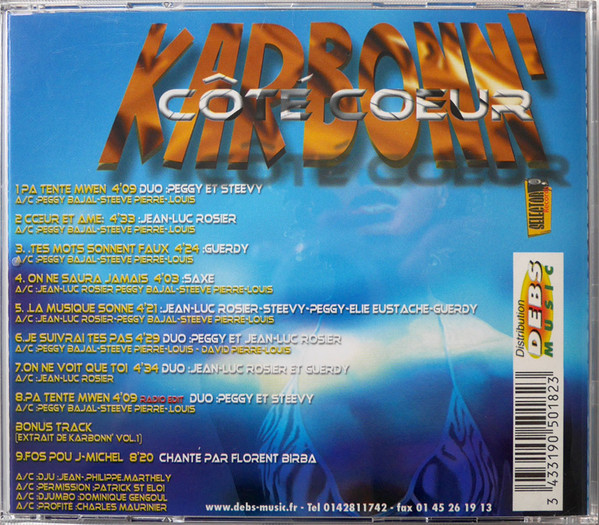 KARBONN'
CÔTÉ COEUR
1 PA TENTE MWEN 4'09 DUO :PEGGY ET STEEVY
A/C :PEGGY BAJAL-STEEVE PIERRE-LOUIS
2 CŒUR ET AME: 4'33 :JEAN-LUC ROSIER
A/C :PEGGY BAJAL-STEEVE PIERRE-LOUIS
3. .TES MOTS SONNENT FAUX 4'24 :GUERDY
A/C :PEGGY BAJAL-STEEVE PIERRE-LOUIS
4. ON NE SAURA JAMAIS 4'03 :SAXE
A/C :JEAN-LUC ROSIER PEGGY BAJAL-STEEVE PIERRE-LOUIS
5. .LA MUSIQUE SONNE 4'21 :JEAN-LUC ROSIER-STEEVY-PEGGY-ELIE EUSTACHE-GUERDY
A/C :JEAN-LUC ROSIER-PEGGY BAJAL-STEEVE PIERRE-LOUIS
6.JE SUIVRAI TES PAS 4'29 DUO :PEGGY ET JEAN-LUC ROSIER
A/C :PEGGY BAJAL-STEEVE PIERRE-LOUIS - DAVID PIERRE-LOUIS
7.ON NE VOIT QUE TOI 4'34 DUO :JEAN-LUC ROSIER ET GUERDY
A/C :JEAN-LUC ROSIER
8.PA TENTE MWEN 4'09 RADIO EDIT DUO :PEGGY ET STEEVY
A/C :PEGGY BAJAL-STEEVE PIERRE-LOUIS
BONUS TRACK
(EXTRAIT DE KARBONN' VOL.1)
9.FOS POU J-MICHEL 8'20 CHANTÉ PAR FLORENT BIRBA
A/C :DJU :JEAN-.PHILIPPE.MARTHELY
A/C :PERMISSION :PATRICK ST ELOI
A/C :DJUMBO :DOMINIQUE GENGOUL
A/C :PROFITE :CHARLES MAURINIER
www.debs-music.fr - Tel 0142811742 - fax 01 45 26 19 13
SELECTOUR
Distribution
DEBS
MUSIC
3 433190 501823